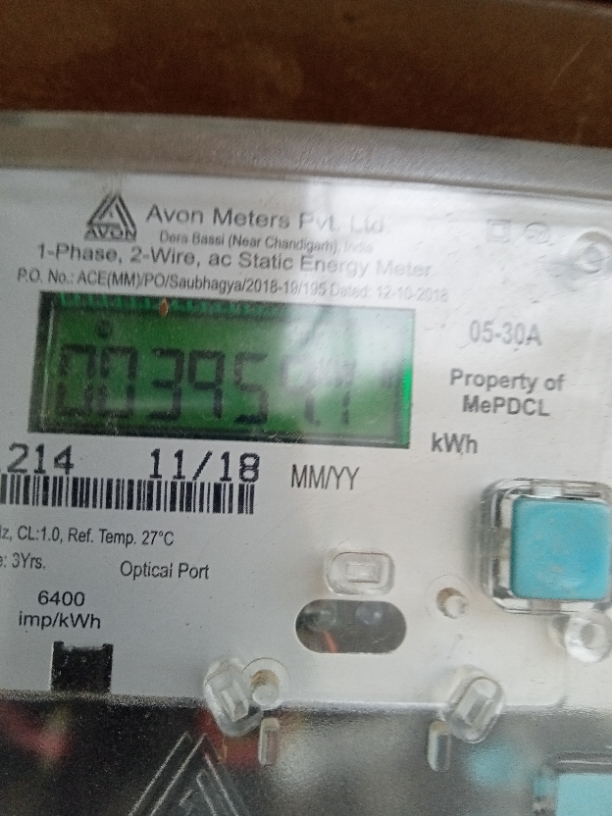 AVON
Avon Meters Pvt. Ltd.
Dera Bassi (Near Chandigarh), India
1-Phase, 2-Wire, ac Static Energy Meter
P.O. No.: ACE(MM)/PO/Saubhagya/2018-19/195 Dated: 12-10-2018
05-30A
Property of
MePDCL
kWh
214 11/18 MM/YY
CL:1.0, Ref. Temp. 27°C
3Yrs. Optical Port
6400
imp/kWh